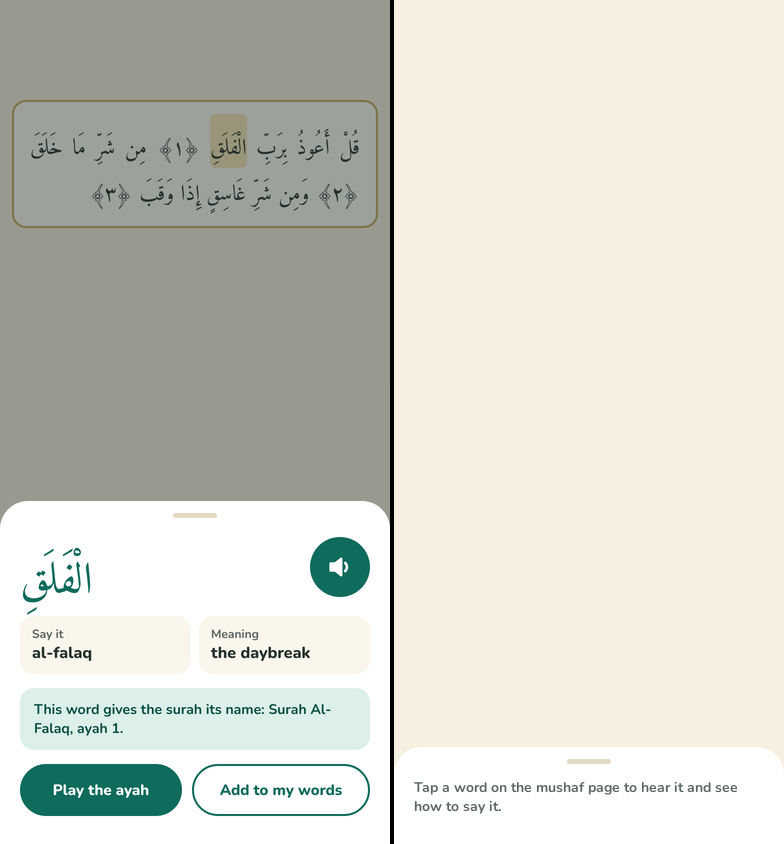 قُلْ أَعُوذُ بِرَبِّ الْفَلَقِ ﴿١﴾ مِن شَرِّ مَا خَلَقَ
﴿٢﴾ وَمِن شَرِّ غَاسِقٍ إِذَا وَقَبَ ﴿٣﴾
الْفَلَقِ
Say it
al-falaq
Meaning
the daybreak
This word gives the surah its name: Surah Al-
Falaq, ayah 1.
Play the ayah
Add to my words
Tap a word on the mushaf page to hear it and see
how to say it.